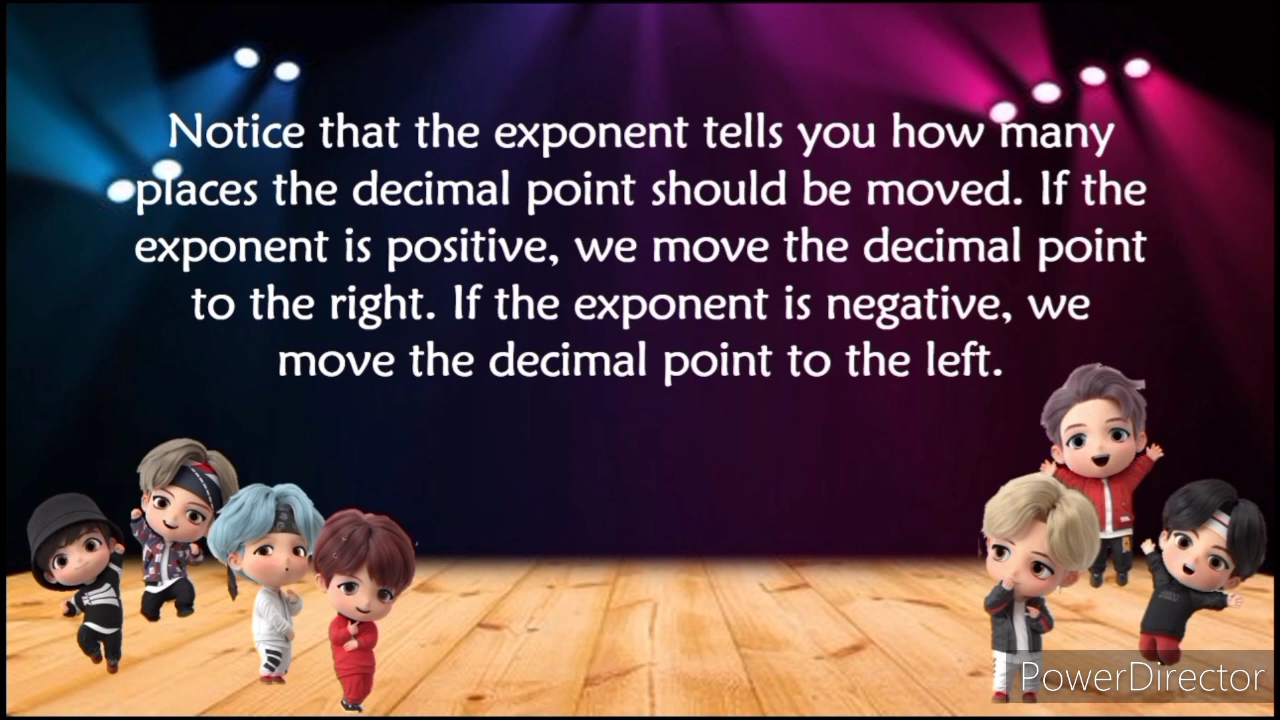 Notice that the exponent tells you how many
places the decimal point should be moved. If the
exponent is positive, we move the decimal point
to the right. If the exponent is negative, we
move the decimal point to the left.
PowerDirector